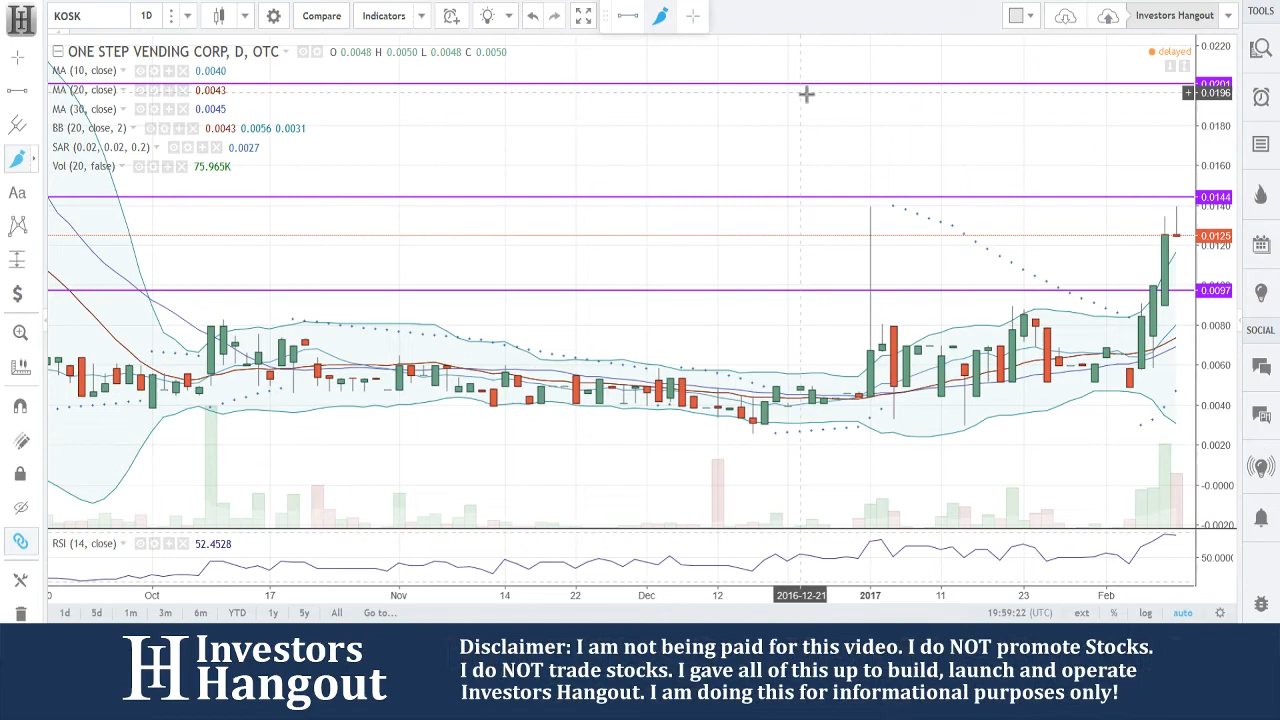 KOSK 1D Compare Indicators Investors Hangout TOOLS
ONE STEP VENDING CORP, D, OTC O 0.0048 H 0.0050 L 0.0048 C 0.0050 delayed
MA (10, close) 0.0040
MA (20, close) 0.0043
MA (30, close) 0.0045
BB (20, close, 2) 0.0043 0.0056 0.0031
SAR (0.02, 0.02, 0.2) 0.0027
Vol (20, false) 75.965K
0.0220
0.0201
0.0196
0.0180
0.0160
0.0144
0.0140
0.0125
0.0120
0.0097
0.0080
0.0060
0.0040
0.0020
-0.0000
-0.0020
SOCIAL
RSI (14, close) 52.4528
50.0000
Oct 17 Nov 14 22 Dec 12 2016-12-21 2017 11 23 Feb
1d 5d 1m 3m 6m YTD 1y 5y All Go to... 19:59:22 (UTC) ext % log auto
Aa
$
H
Investors
Hangout
Disclaimer: I am not being paid for this video. I do NOT promote Stocks.
I do NOT trade stocks. I gave all of this up to build, launch and operate
Investors Hangout. I am doing this for informational purposes only!